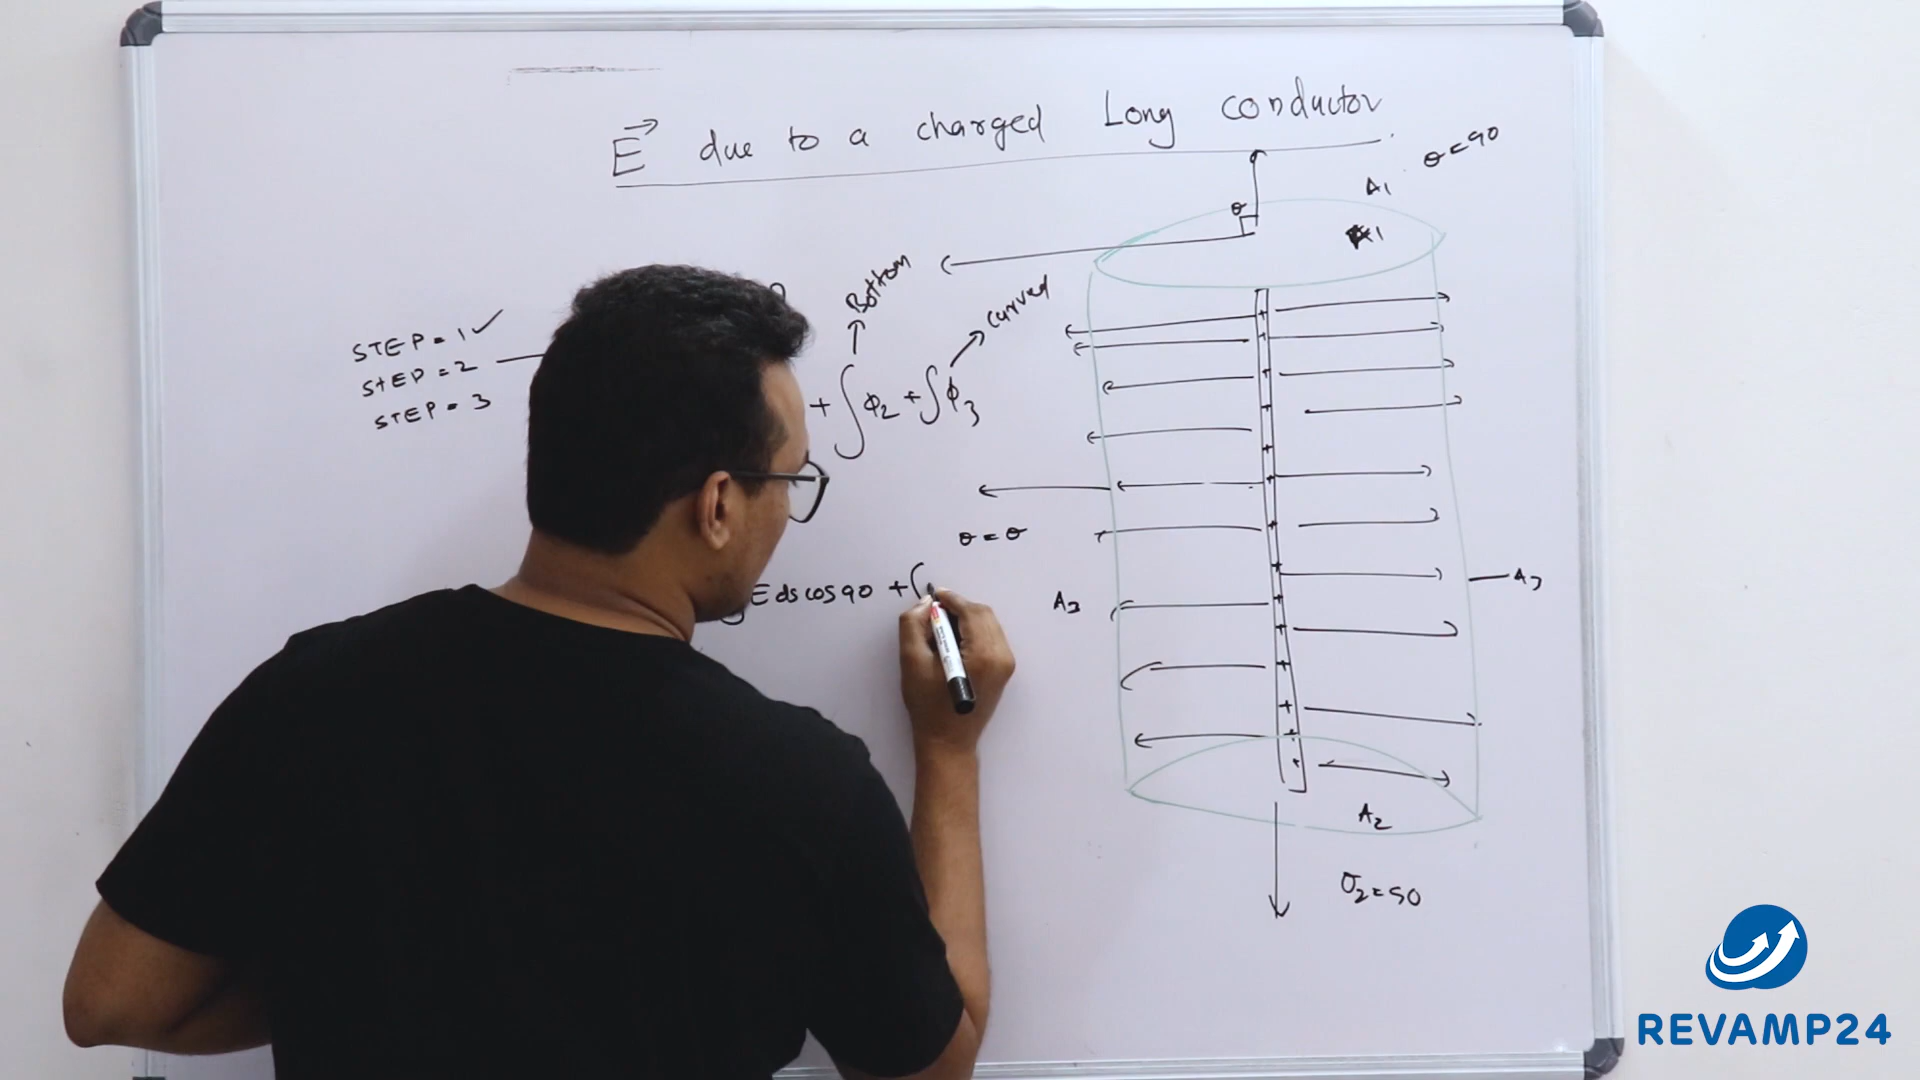 E due to a charged Long conductor
θ = 90
A1
θ
A1
Bottom
Curved
STEP = 1 ✓
STEP = 2
STEP = 3
+ ∫ φ2 + ∫ φ3
θ = θ
E ds cos 90 + (
A3
A3
A2
θ2 = 90
REVAMP24